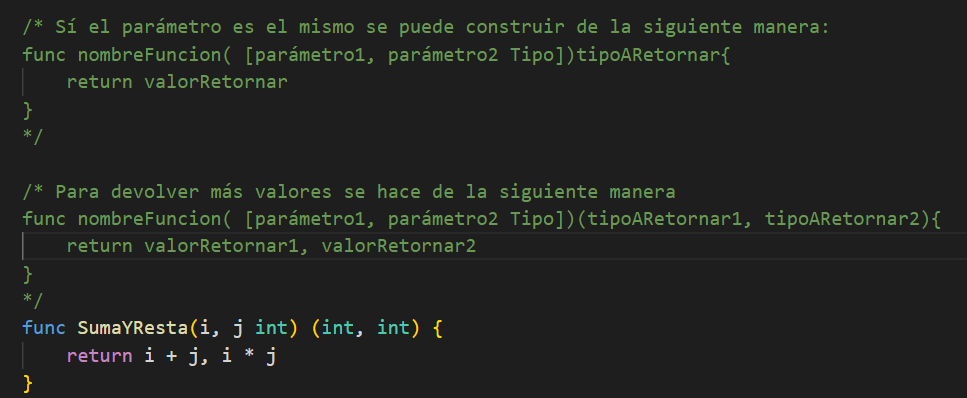 /* Sí el parámetro es el mismo se puede construir de la siguiente manera:
func nombreFuncion( [parámetro1, parámetro2 Tipo])tipoARetornar{
    return valorRetornar
}
*/

/* Para devolver más valores se hace de la siguiente manera
func nombreFuncion( [parámetro1, parámetro2 Tipo])(tipoARetornar1, tipoARetornar2){
    return valorRetornar1, valorRetornar2
}
*/
func SumaYResta(i, j int) (int, int) {
    return i + j, i * j
}